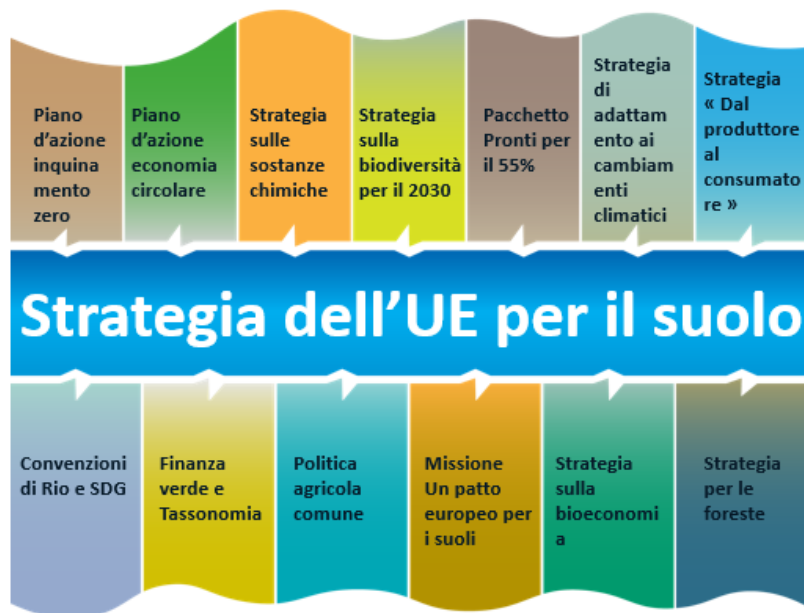 Piano
d'azione
inquina
mento
zero
Piano
d'azione
economia
circolare
Strategia
sulle
sostanze
chimiche
Strategia
sulla
biodiversità
per il 2030
Pacchetto
Pronti per
il 55%
Strategia
di
adattam
ento ai
cambiam
enti
climatici
Strategia
« Dal
produttore
al
consumato
re »
Strategia dell'UE per il suolo
Convenzioni
di Rio e SDG
Finanza
verde e
Tassonomia
Politica
agricola
comune
Missione
Un patto
europeo per
i suoli
Strategia
sulla
bioeconomi
a
Strategia
per le
foreste